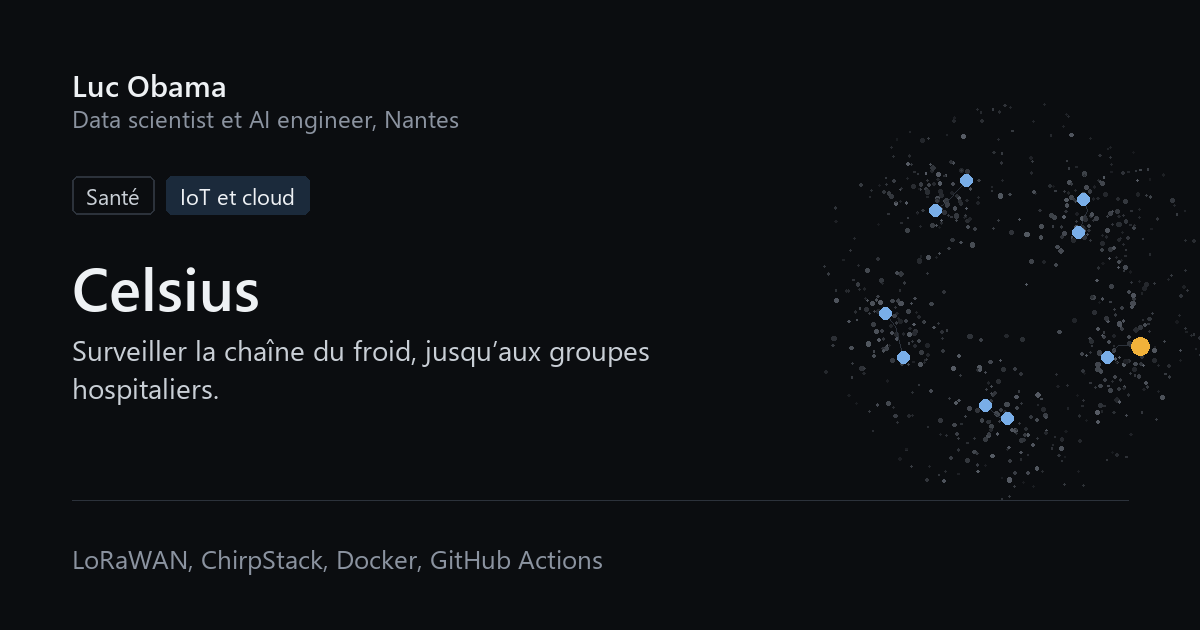 Luc Obama
Data scientist et AI engineer, Nantes
Santé
IoT et cloud
Celsius
Surveiller la chaîne du froid, jusqu’aux groupes
hospitaliers.
LoRaWAN, ChirpStack, Docker, GitHub Actions